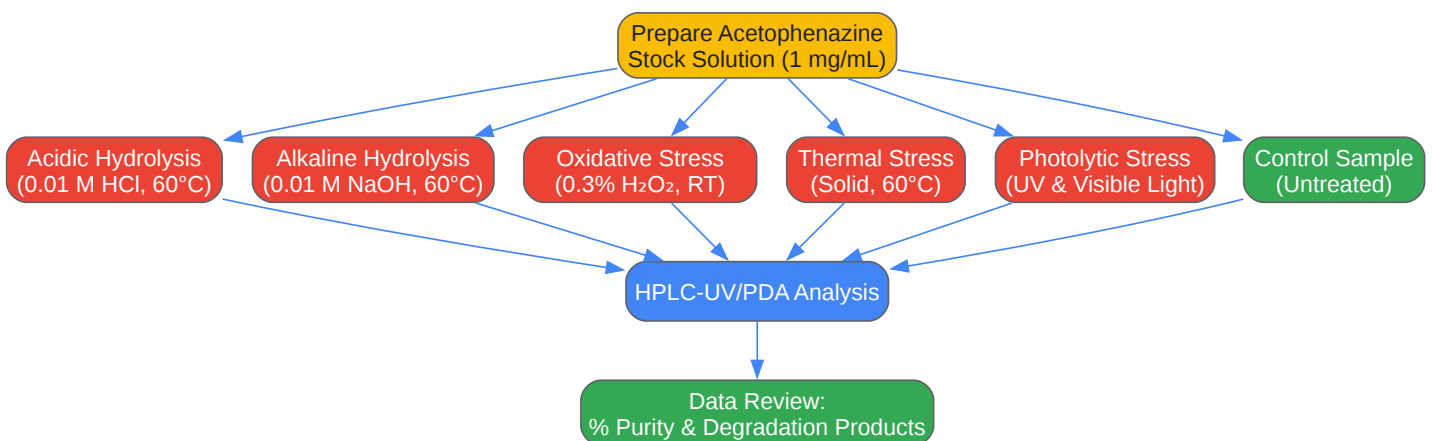 Prepare Acetophenazine
Stock Solution (1 mg/mL)
Acidic Hydrolysis
(0.01 M HCl, 60°C)
Alkaline Hydrolysis
(0.01 M NaOH, 60°C)
Oxidative Stress
(0.3% H₂O₂, RT)
Thermal Stress
(Solid, 60°C)
Photolytic Stress
(UV & Visible Light)
Control Sample
(Untreated)
HPLC-UV/PDA Analysis
Data Review:
% Purity & Degradation Products